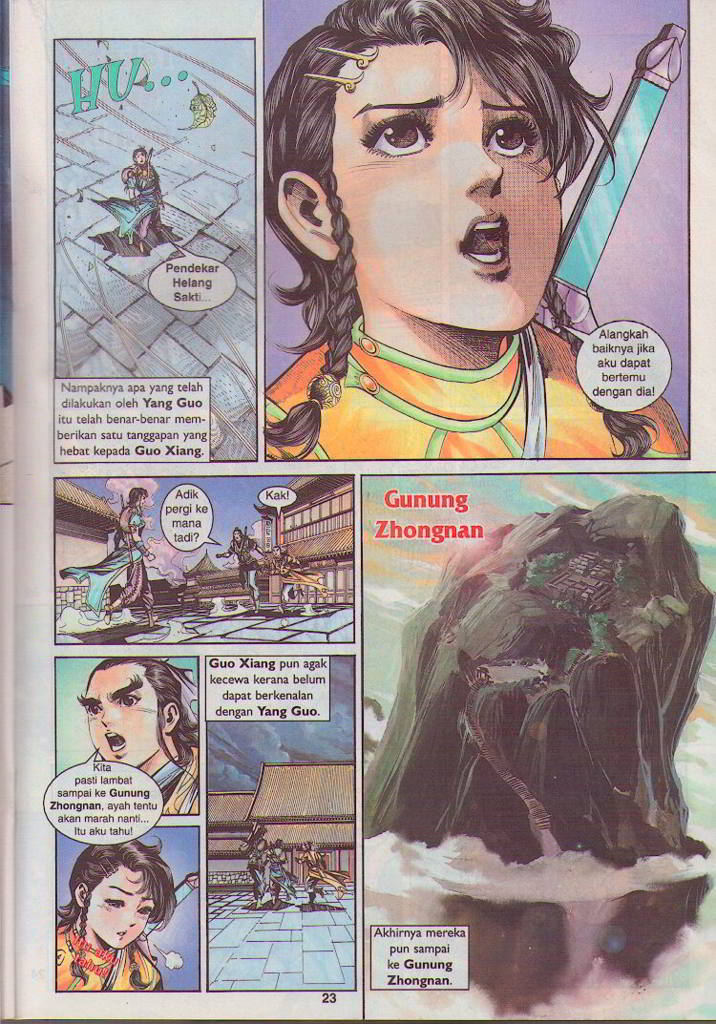 HU...
Pendekar
Helang
Sakti...
Nampaknya apa yang telah
dilakukan oleh Yang Guo
itu telah benar-benar mem-
berikan satu tanggapan yang
hebat kepada Guo Xiang.
Alangkah
baiknya jika
aku dapat
bertemu
dengan dia!
Adik
pergi ke
mana
tadi?
Kak!
Gunung
Zhongnan
Kita
pasti lambat
sampai ke Gunung
Zhongnan, ayah tentu
akan marah nanti...
Itu aku tahu!
Guo Xiang pun agak
kecewa kerana belum
dapat berkenalan
dengan Yang Guo.
Akhirnya mereka
pun sampai
ke Gunung
Zhongnan.
23